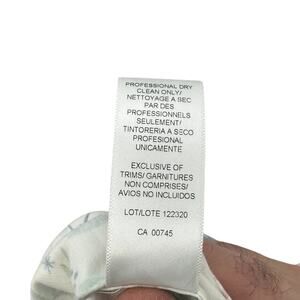 PROFESSIONAL DRY
CLEAN ONLY/
NETTOYAGE A SEC
PAR DES
PROFESSIONNELS
SEULEMENT/
TINTORERIA A SECO
PROFESIONAL
UNICAMENTE
EXCLUSIVE OF
TRIMS/ GARNITURES
NON COMPRISES/
AVIOS NO INCLUIDOS
LOT/LOTE 122320
CA 00745